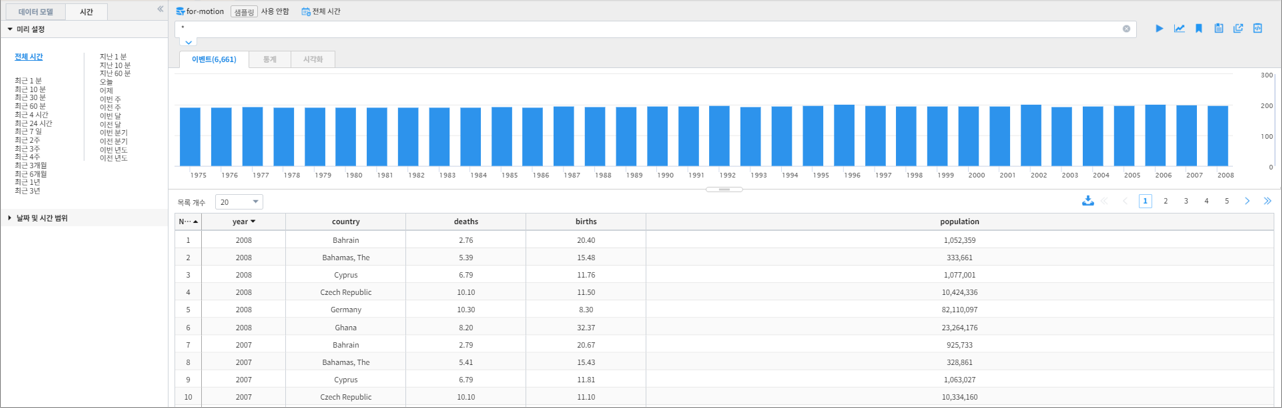 데이터 모델 시간
for-motion 샘플링 사용 안함 전체 시간
미리 설정
*
전체 시간
최근 1 분
최근 10 분
최근 30 분
최근 60 분
최근 4 시간
최근 24 시간
최근 7 일
최근 2주
최근 3주
최근 4주
최근 3개월
최근 6개월
최근 1년
최근 3년
지난 1 분
지난 10 분
지난 60 분
오늘
어제
이번 주
이전 주
이번 달
이전 달
이번 분기
이전 분기
이번 년도
이전 년도
날짜 및 시간 범위
이벤트(6,661) 통계 시각화
300
200
100
0
1975 1976 1977 1978 1979 1980 1981 1982 1983 1984 1985 1986 1987 1988 1989 1990 1991 1992 1993 1994 1995 1996 1997 1998 1999 2000 2001 2002 2003 2004 2005 2006 2007 2008
목록 개수 20 1 2 3 4 5
N··· year country deaths births population
1 2008 Bahrain 2.76 20.40 1,052,359
2 2008 Bahamas, The 5.39 15.48 333,661
3 2008 Cyprus 6.79 11.76 1,077,001
4 2008 Czech Republic 10.10 11.50 10,424,336
5 2008 Germany 10.30 8.30 82,110,097
6 2008 Ghana 8.20 32.37 23,264,176
7 2007 Bahrain 2.79 20.67 925,733
8 2007 Bahamas, The 5.41 15.43 328,861
9 2007 Cyprus 6.79 11.81 1,063,027
10 2007 Czech Republic 10.10 11.10 10,334,160